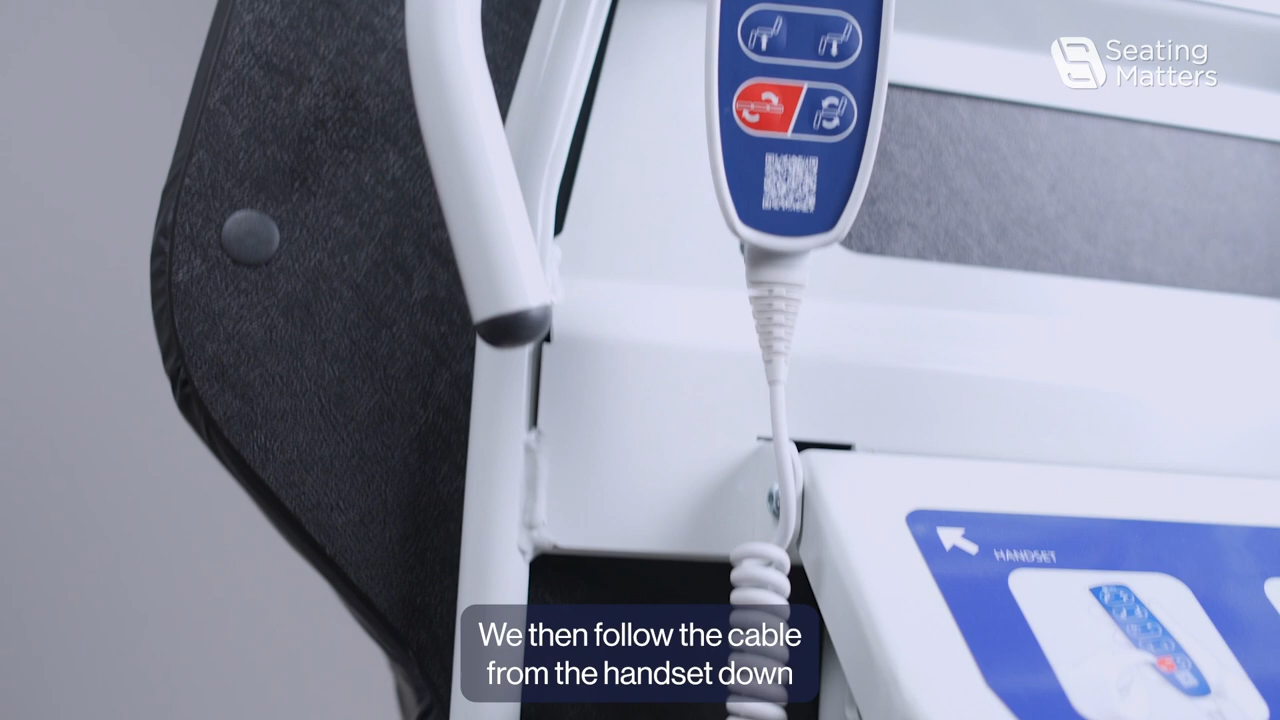 Seating
Matters
HANDSET
We then follow the cable
from the handset down